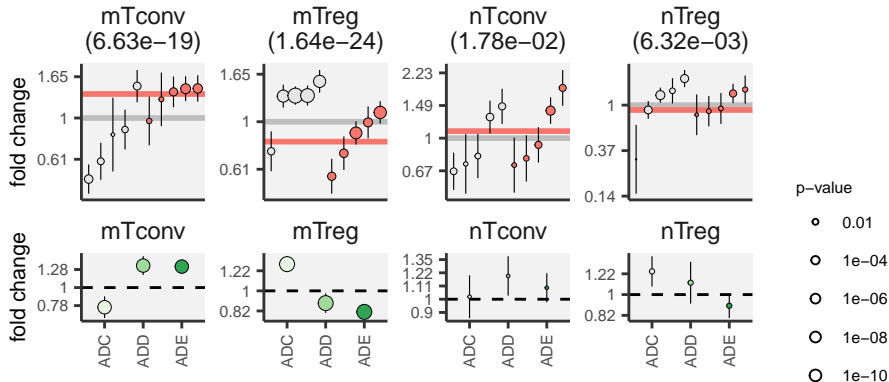 mTconv
(6.63e−19)
mTreg
(1.64e−24)
nTconv
(1.78e−02)
nTreg
(6.32e−03)
fold change
1.65
1
0.61
1.65
1
0.61
2.23
1.49
1
0.67
1
0.37
0.14
mTconv
mTreg
nTconv
nTreg
fold change
1.28
1
0.78
1.22
1
0.82
1.35
1.22
1.11
1
0.9
1.22
1
0.82
ADC
ADD
ADE
ADC
ADD
ADE
ADC
ADD
ADE
ADC
ADD
ADE
p−value
0.01
1e−04
1e−06
1e−08
1e−10